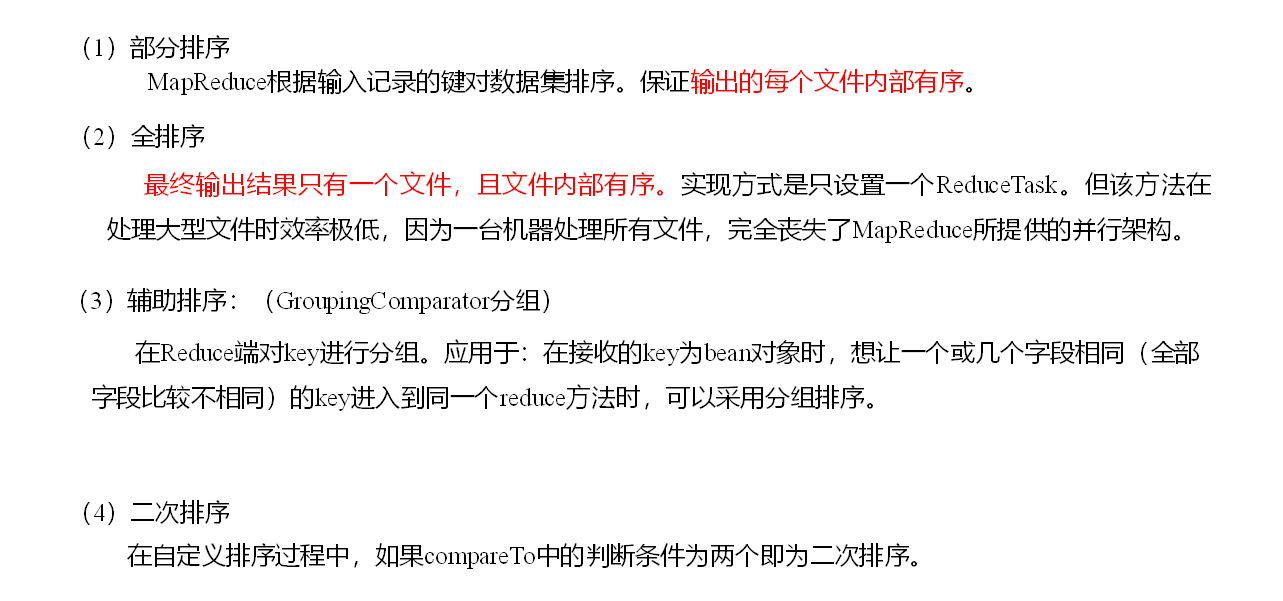 （1）部分排序
MapReduce根据输入记录的键对数据集排序。保证输出的每个文件内部有序。
（2）全排序
最终输出结果只有一个文件，且文件内部有序。实现方式是只设置一个ReduceTask。但该方法在
处理大型文件时效率极低，因为一台机器处理所有文件，完全丧失了MapReduce所提供的并行架构。
（3）辅助排序：（GroupingComparator分组）
在Reduce端对key进行分组。应用于：在接收的key为bean对象时，想让一个或几个字段相同（全部
字段比较不相同）的key进入到同一个reduce方法时，可以采用分组排序。
（4）二次排序
在自定义排序过程中，如果compareTo中的判断条件为两个即为二次排序。